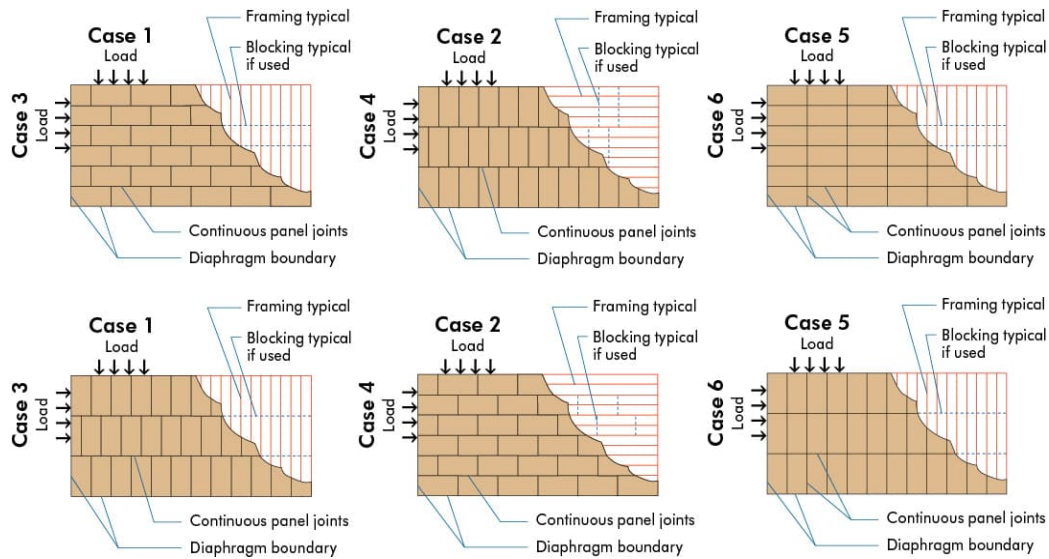 Framing typical
Case 1
Load
Blocking typical
if used
Case 3
Load
Continuous panel joints
Diaphragm boundary
Framing typical
Case 2
Load
Blocking typical
if used
Case 4
Load
Continuous panel joints
Diaphragm boundary
Framing typical
Case 5
Load
Blocking typical
if used
Case 6
Load
Continuous panel joints
Diaphragm boundary
Framing typical
Case 1
Load
Blocking typical
if used
Case 3
Load
Continuous panel joints
Diaphragm boundary
Framing typical
Case 2
Load
Blocking typical
if used
Case 4
Load
Continuous panel joints
Diaphragm boundary
Framing typical
Case 5
Load
Blocking typical
if used
Case 6
Load
Continuous panel joints
Diaphragm boundary